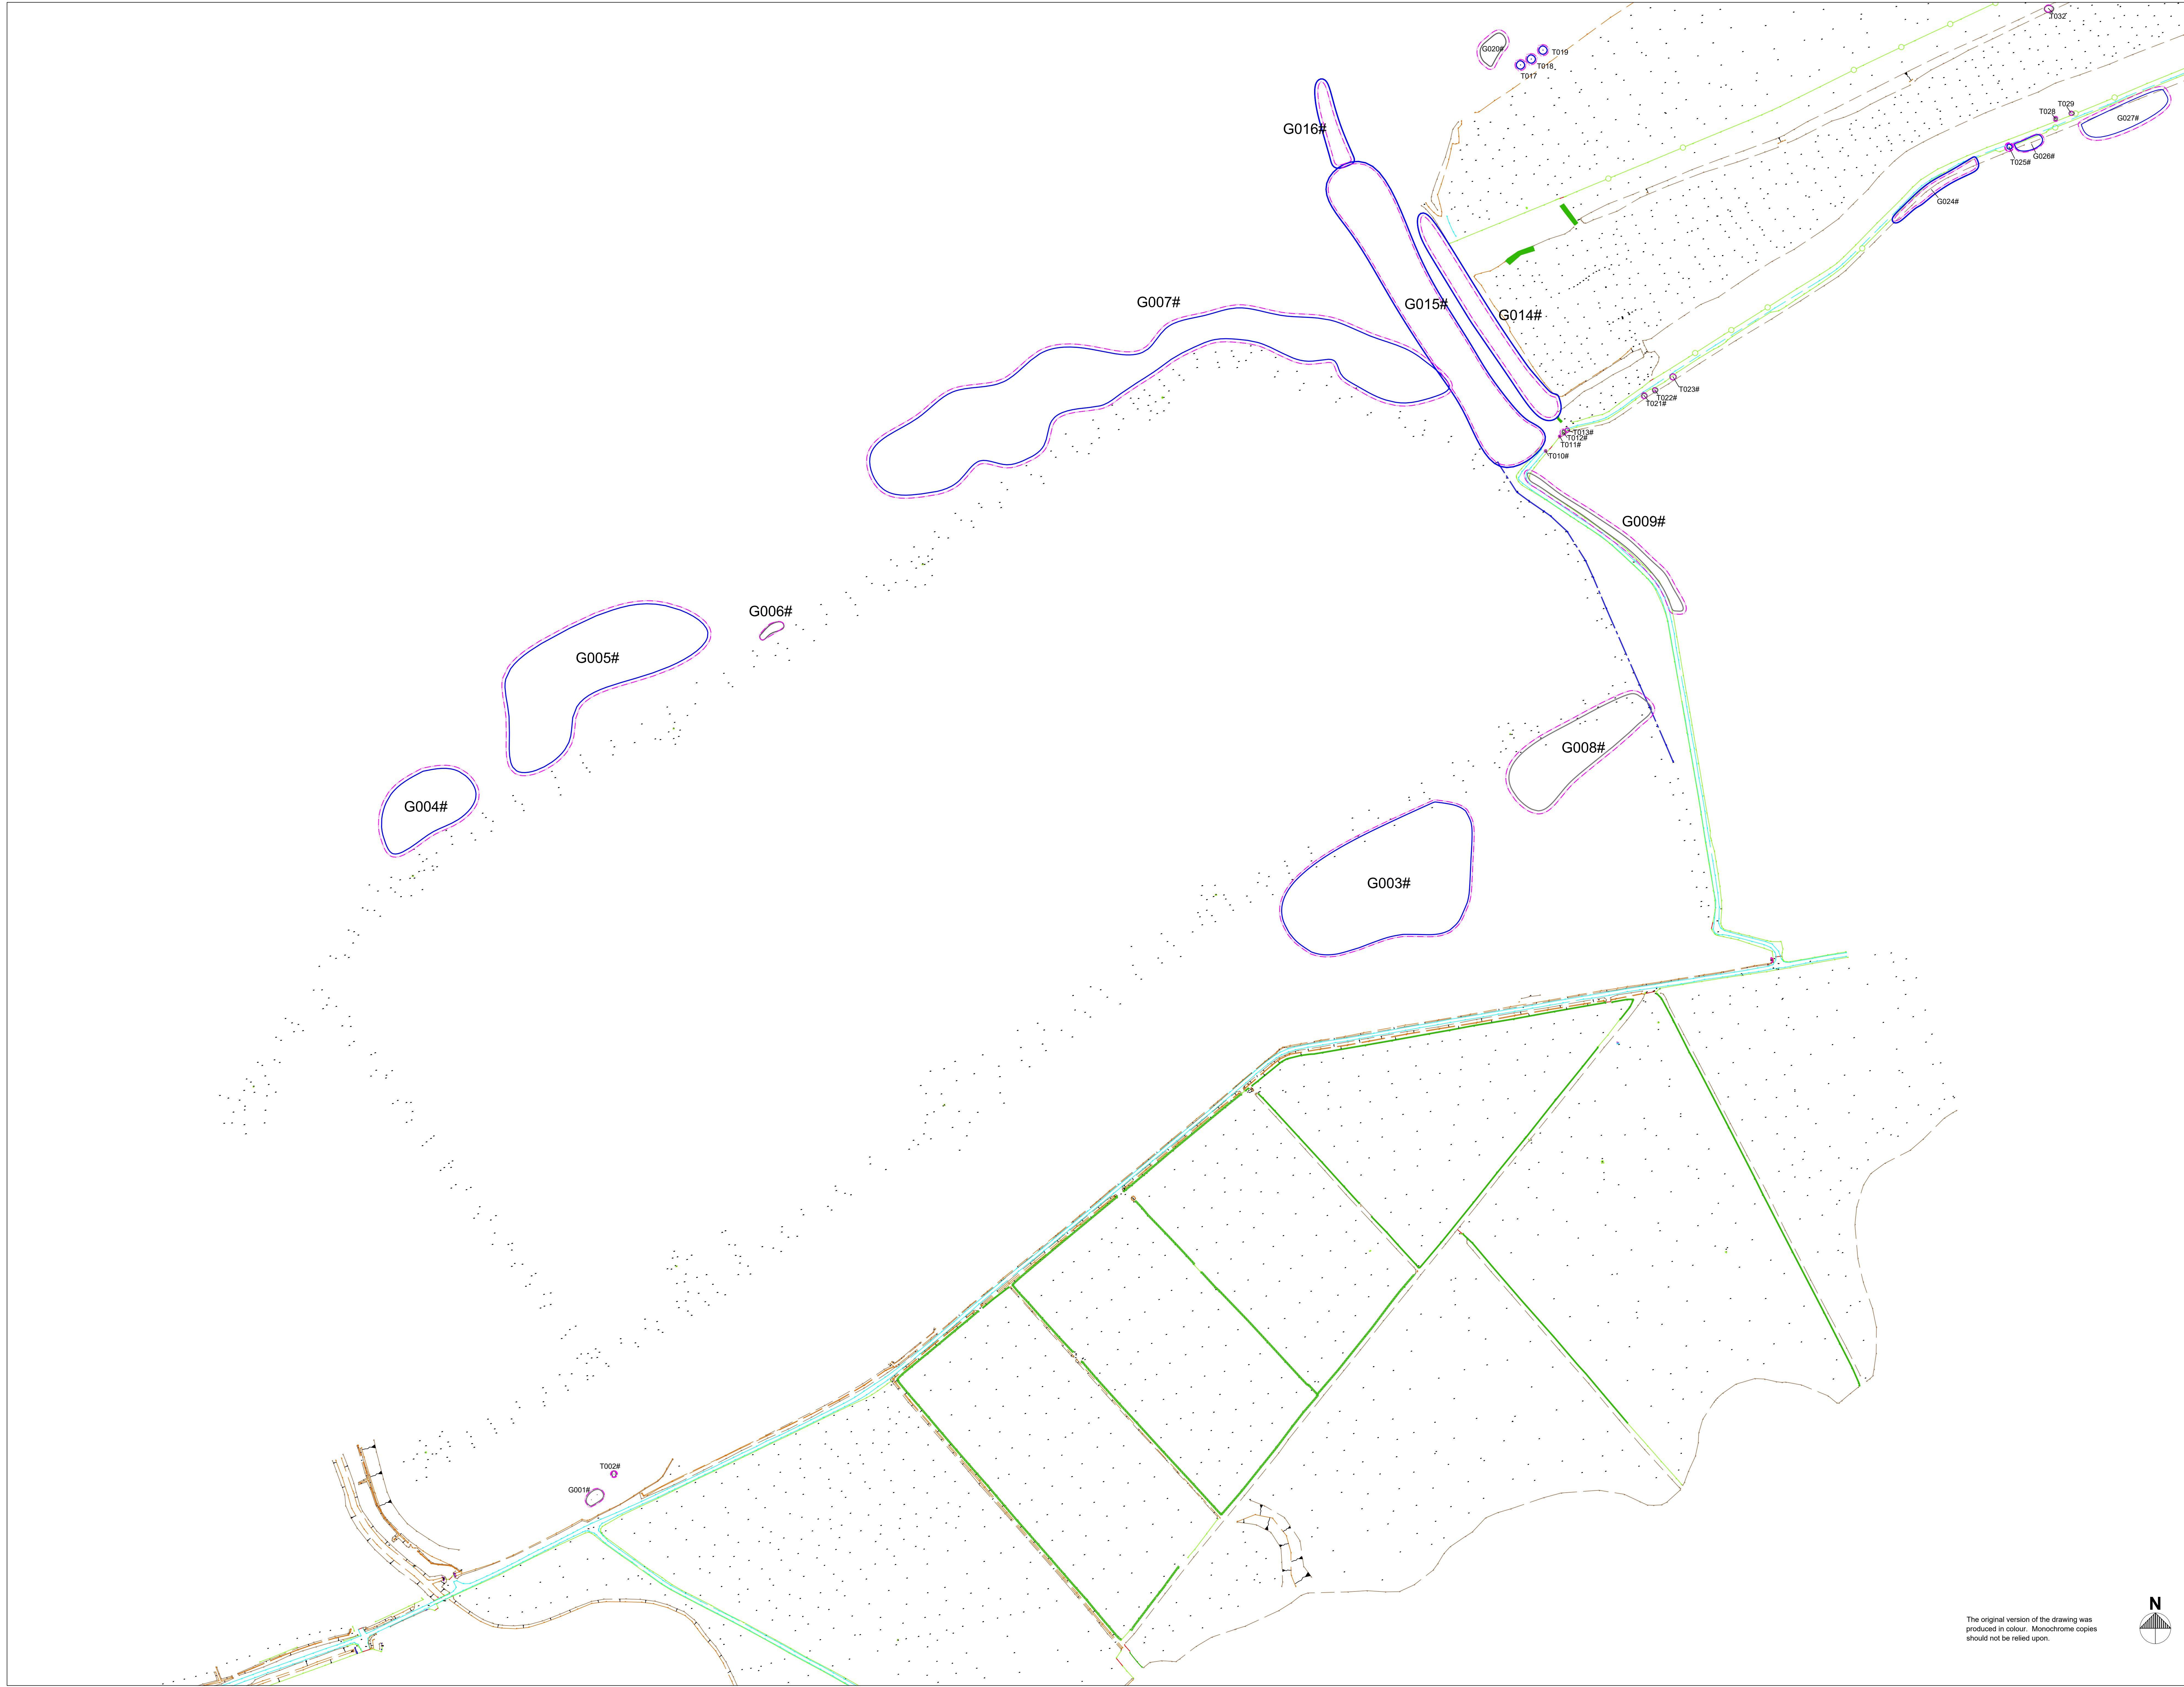 T032
G020#
T019
T018
T017
T029
T028
G027#
G016#
G026#
T025#
G024#
G007#
G015#
G014#
T023#
T022#
T021#
T013#
T012#
T011#
T010#
G009#
G006#
G005#
G008#
G004#
G003#
T002#
G001#
N
The original version of the drawing was
produced in colour. Monochrome copies
should not be relied upon.